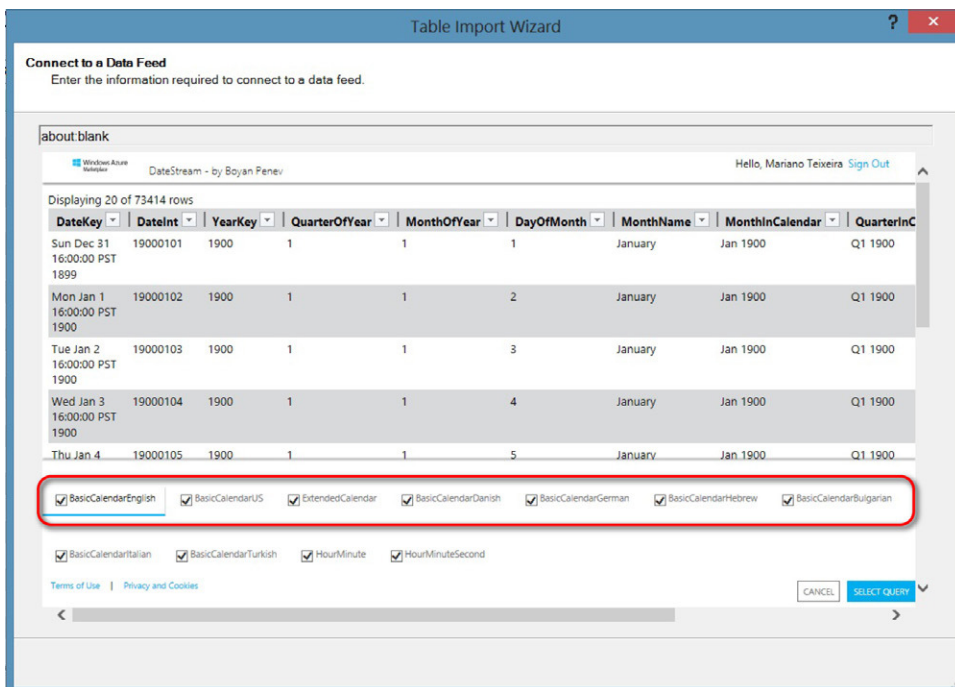 Table Import Wizard ? ×
Connect to a Data Feed
Enter the information required to connect to a data feed.
about:blank
Windows Azure
Marketplace
DateStream - by Boyan Penev
Hello, Mariano Teixeira Sign Out
Displaying 20 of 73414 rows
DateKey DateInt YearKey QuarterOfYear MonthOfYear DayOfMonth MonthName MonthInCalendar QuarterInC
Sun Dec 31 19000101 1900 1 1 1 January Jan 1900 Q1 1900
16:00:00 PST
1899
Mon Jan 1 19000102 1900 1 1 2 January Jan 1900 Q1 1900
16:00:00 PST
1900
Tue Jan 2 19000103 1900 1 1 3 January Jan 1900 Q1 1900
16:00:00 PST
1900
Wed Jan 3 19000104 1900 1 1 4 January Jan 1900 Q1 1900
16:00:00 PST
1900
Thu Jan 4 19000105 1900 1 1 5 January Jan 1900 Q1 1900
BasicCalendarEnglish BasicCalendarUS ExtendedCalendar BasicCalendarDanish BasicCalendarGerman BasicCalendarHebrew BasicCalendarBulgarian
BasicCalendarItalian BasicCalendarTurkish HourMinute HourMinuteSecond
Terms of Use | Privacy and Cookies
CANCEL SELECT QUERY